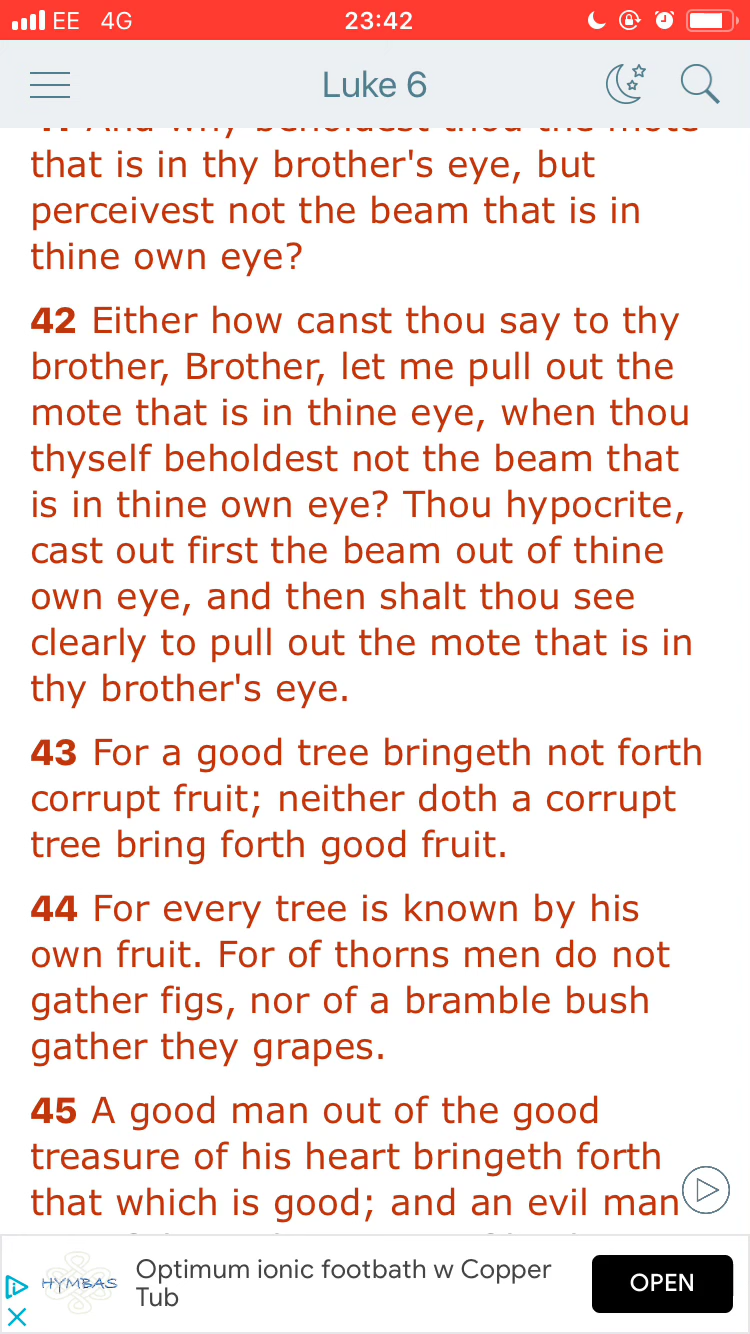 EE 4G 23:42
Luke 6
that is in thy brother's eye, but
perceivest not the beam that is in
thine own eye?
42 Either how canst thou say to thy
brother, Brother, let me pull out the
mote that is in thine eye, when thou
thyself beholdest not the beam that
is in thine own eye? Thou hypocrite,
cast out first the beam out of thine
own eye, and then shalt thou see
clearly to pull out the mote that is in
thy brother's eye.
43 For a good tree bringeth not forth
corrupt fruit; neither doth a corrupt
tree bring forth good fruit.
44 For every tree is known by his
own fruit. For of thorns men do not
gather figs, nor of a bramble bush
gather they grapes.
45 A good man out of the good
treasure of his heart bringeth forth
that which is good; and an evil man
HYMBAS
Optimum ionic footbath w Copper
Tub
OPEN